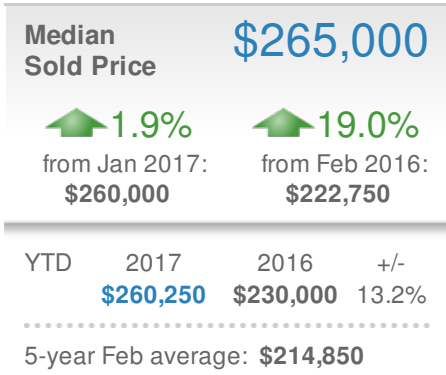 Median $265,000
Sold Price
1.9% 19.0%
from Jan 2017: from Feb 2016:
$260,000 $222,750
YTD 2017 2016 +/-
$260,250 $230,000 13.2%
5-year Feb average: $214,850